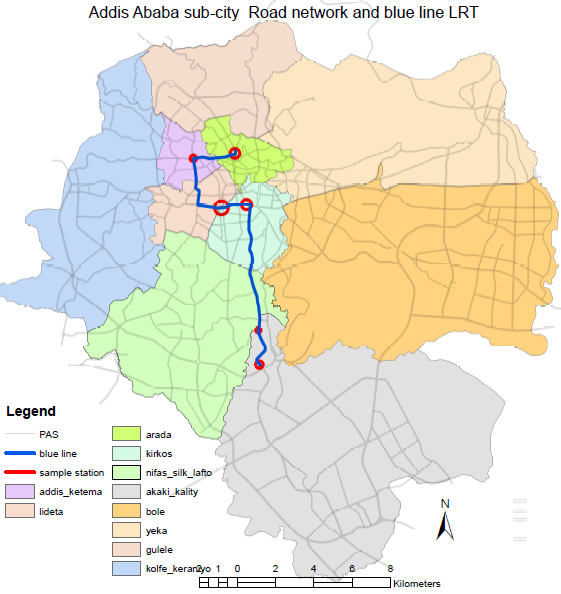 Addis Ababa sub-city Road network and blue line LRT
Legend
PAS
blue line
sample station
addis_ketema
lideta
arada
kirkos
nifas_silk_lafto
akaki_kality
bole
yeka
gulele
kolfe_keraniyo
N
2 1 0 2 4 6 8
Kilometers